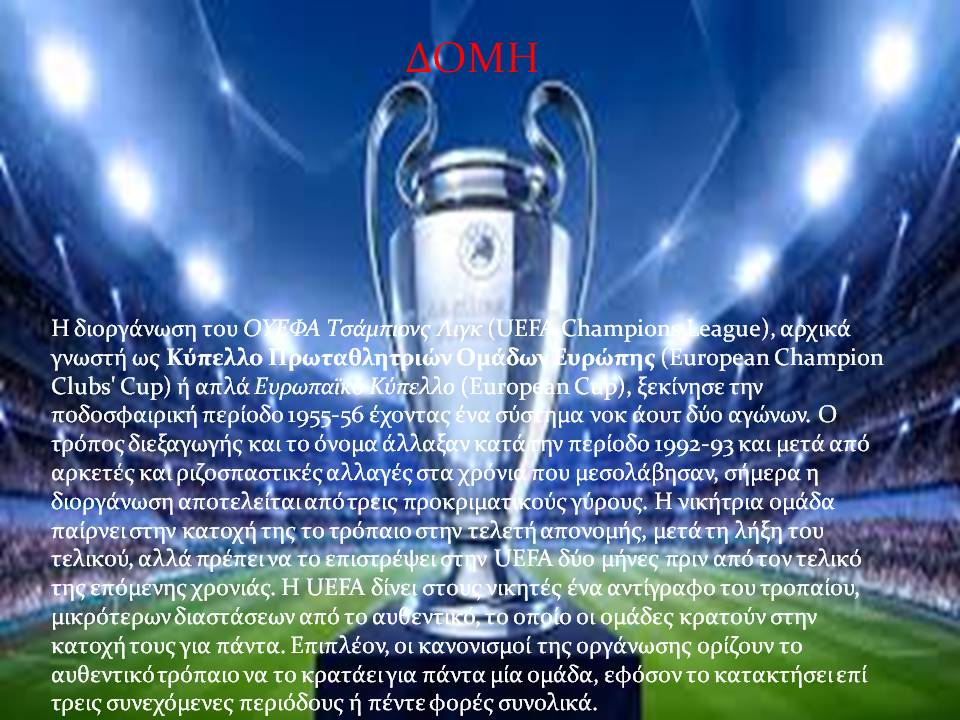 ΔΟΜΗ
Η διοργάνωση του ΟΥΕΦΑ Τσάμπιονς Λιγκ (UEFA Champions League), αρχικά
γνωστή ως Κύπελλο Πρωταθλητριών Ομάδων Ευρώπης (European Champion
Clubs' Cup) ή απλά Ευρωπαϊκό Κύπελλο (European Cup), ξεκίνησε την
ποδοσφαιρική περίοδο 1955-56 έχοντας ένα σύστημα νοκ άουτ δύο αγώνων. Ο
τρόπος διεξαγωγής και το όνομα άλλαξαν κατά την περίοδο 1992-93 και μετά από
αρκετές και ριζοσπαστικές αλλαγές στα χρόνια που μεσολάβησαν, σήμερα η
διοργάνωση αποτελείται από τρεις προκριματικούς γύρους. Η νικήτρια ομάδα
παίρνει στην κατοχή της το τρόπαιο στην τελετή απονομής, μετά τη λήξη του
τελικού, αλλά πρέπει να το επιστρέψει στην UEFA δύο μήνες πριν από τον τελικό
της επόμενης χρονιάς. Η UEFA δίνει στους νικητές ένα αντίγραφο του τροπαίου,
μικρότερων διαστάσεων από το αυθεντικό, το οποίο οι ομάδες κρατούν στην
κατοχή τους για πάντα. Επιπλέον, οι κανονισμοί της οργάνωσης ορίζουν το
αυθεντικό τρόπαιο να το κρατάει για πάντα μία ομάδα, εφόσον το κατακτήσει επί
τρεις συνεχόμενες περιόδους ή πέντε φορές συνολικά.